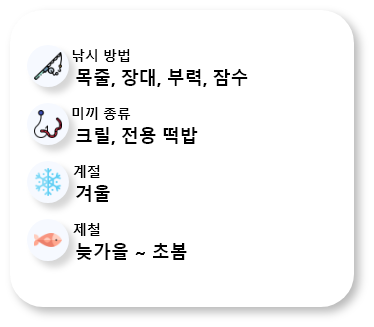 낚시 방법
목줄, 장대, 부력, 잠수
미끼 종류
크릴, 전용 떡밥
계절
겨울
제철
늦가을 ~ 초봄